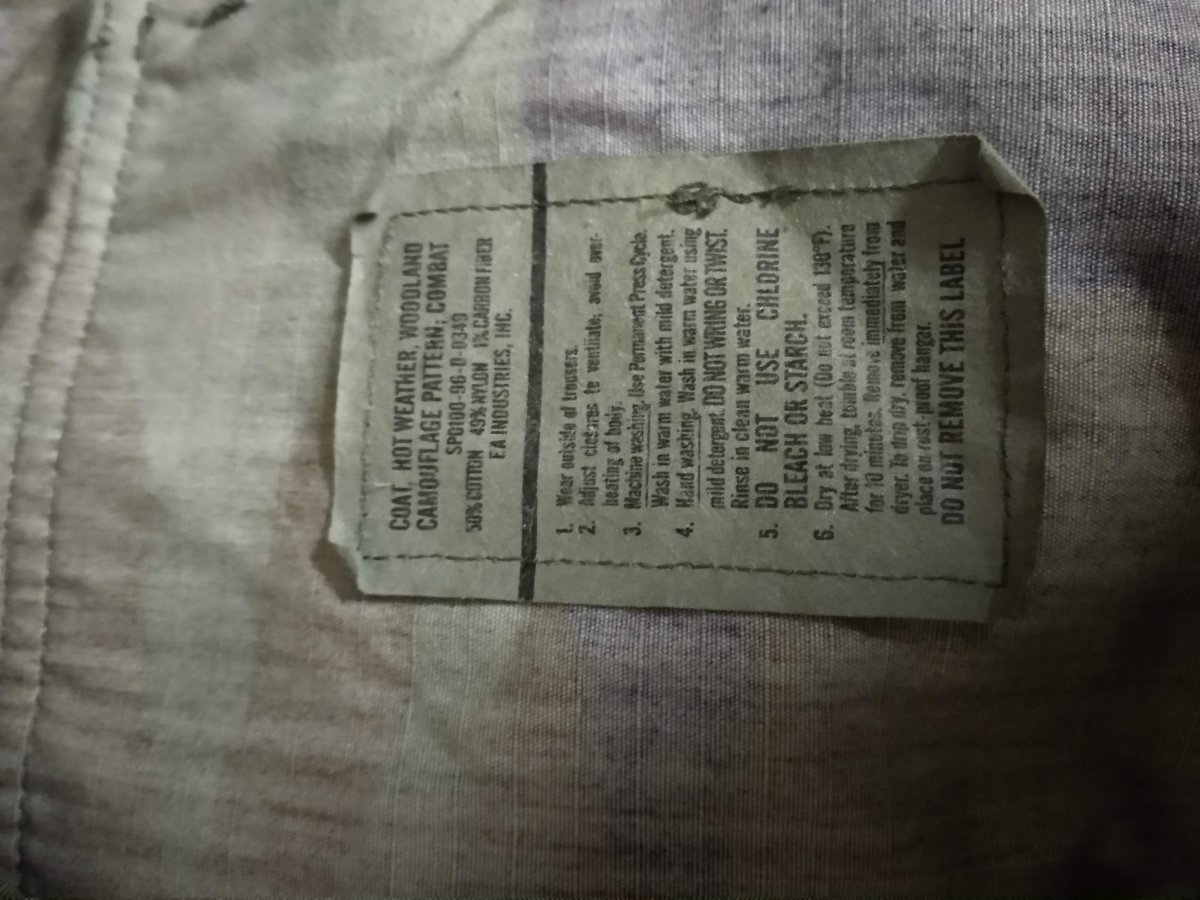 COAT, HOT WEATHER, WOODLAND
CAMOUFLAGE PATTERN; COMBAT
SPO100-96-D-0349
50% COTTON 49% NYLON 1% CARBON FIBER
EA INDUSTRIES, INC.
1. Wear outside of trousers.
2. Adjust closures to ventilate; avoid over-
heating of body.
3. Machine washing. Use Permanent Press Cycle.
Wash in warm water with mild detergent.
4. Hand washing. Wash in warm water using
mild detergent. DO NOT WRING OR TWIST.
Rinse in clean warm water.
5. DO NOT USE CHLORINE
BLEACH OR STARCH.
6. Dry at low heat (Do not exceed 130°F).
After drying, tumble at room temperature
for 10 minutes. Remove immediately from
dryer. To drip dry, remove from water and
place on rust-proof hanger.
DO NOT REMOVE THIS LABEL